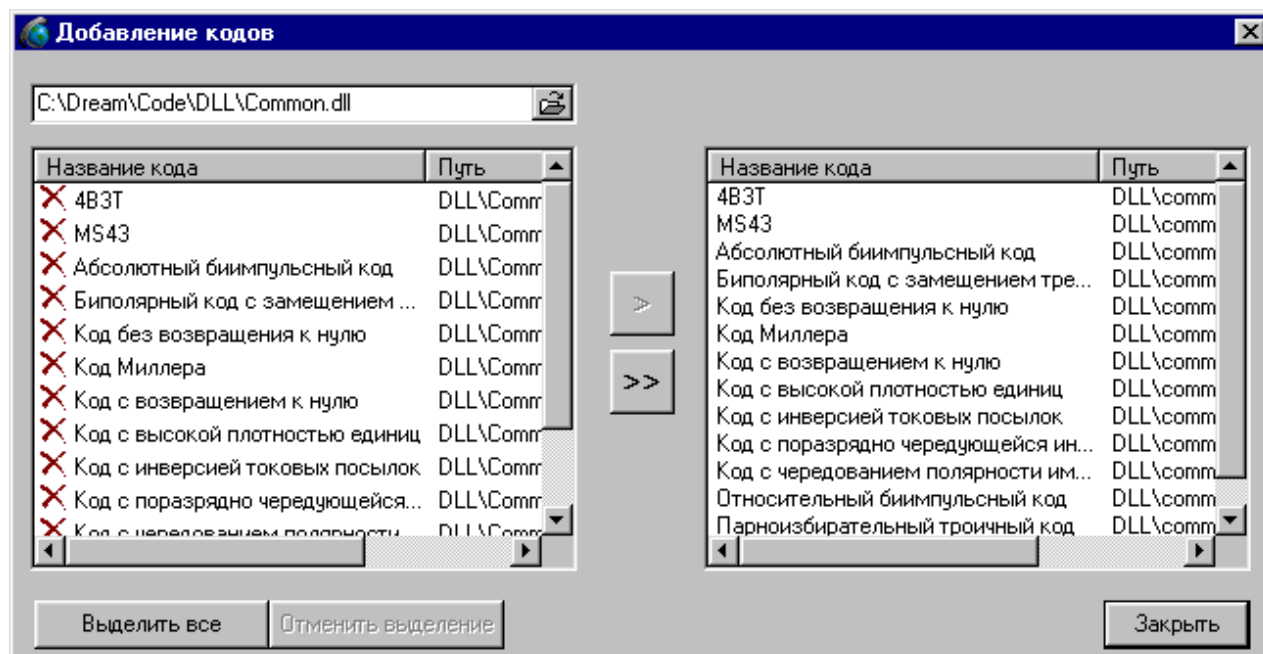 Добавление кодов
C:\Dream\Code\DLL\Common.dll
Название кода Путь
4B3T DLL\Comm
MS43 DLL\Comm
Абсолютный биимпульсный код DLL\Comm
Биполярный код с замещением ... DLL\Comm
Код без возвращения к нулю DLL\Comm
Код Миллера DLL\Comm
Код с возвращением к нулю DLL\Comm
Код с высокой плотностью единиц DLL\Comm
Код с инверсией токовых посылок DLL\Comm
Код с поразрядно чередующейся... DLL\Comm
Код с чередованием полярности... DLL\Comm
>
>>
Название кода Путь
4B3T DLL\comm
MS43 DLL\comm
Абсолютный биимпульсный код DLL\comm
Биполярный код с замещением тре... DLL\comm
Код без возвращения к нулю DLL\comm
Код Миллера DLL\comm
Код с возвращением к нулю DLL\comm
Код с высокой плотностью единиц DLL\comm
Код с инверсией токовых посылок DLL\comm
Код с поразрядно чередующейся ин... DLL\comm
Код с чередованием полярности им... DLL\comm
Относительный биимпульсный код DLL\comm
Парноизбирательный троичный код DLL\comm
Выделить все Отменить выделение Закрыть